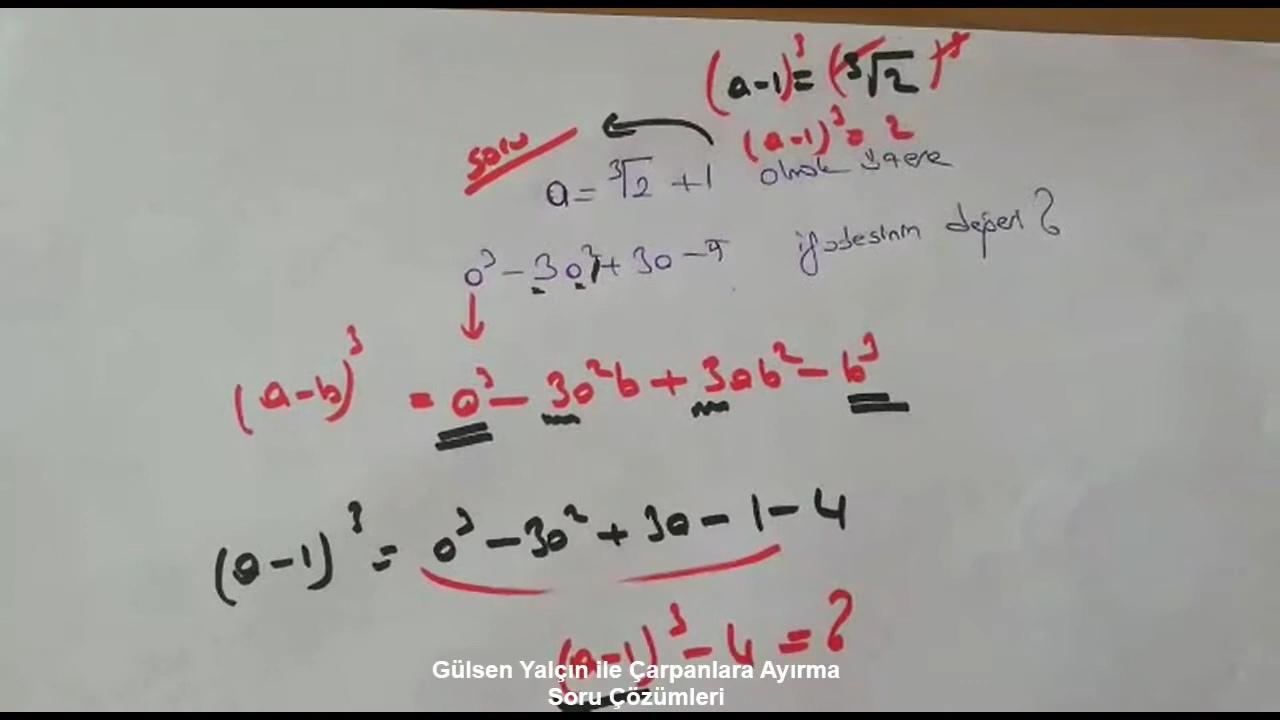 (a-1)³ = (³√2)³
(a-1)³ = 2
Soru
a = ³√2 + 1 olmak üzere
a³ - 3a² + 3a - 5 ifadesinin değeri ?
(a-b)³ = a³ - 3a²b + 3ab² - b³
(a-1)³ = a³ - 3a² + 3a - 1 - 4
(a-1)³ - 4 = ?
Gülsen Yalçın ile Çarpanlara Ayırma
Soru Çözümleri